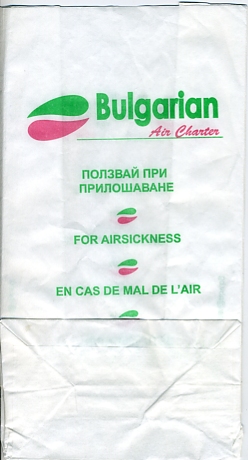 Bulgarian
Air Charter
ПОЛЗВАЙ ПРИ
ПРИЛОШАВАНЕ
FOR AIRSICKNESS
EN CAS DE MAL DE L'AIR